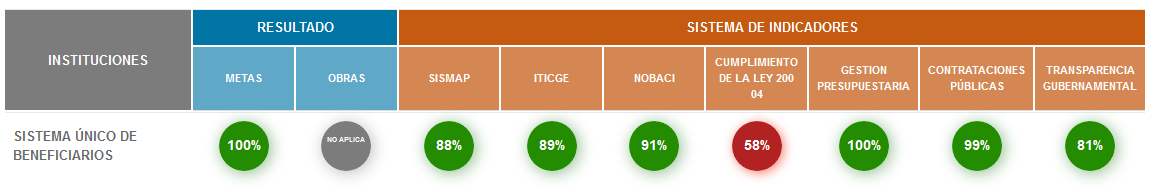 INSTITUCIONES
RESULTADO
SISTEMA DE INDICADORES
METAS
OBRAS
SISMAP
ITICGE
NOBACI
CUMPLIMIENTO
DE LA LEY 200
04
GESTION
PRESUPUESTARIA
CONTRATACIONES
PÚBLICAS
TRANSPARENCIA
GUBERNAMENTAL
SISTEMA ÚNICO DE
BENEFICIARIOS
100%
NO APLICA
88%
89%
91%
58%
100%
99%
81%